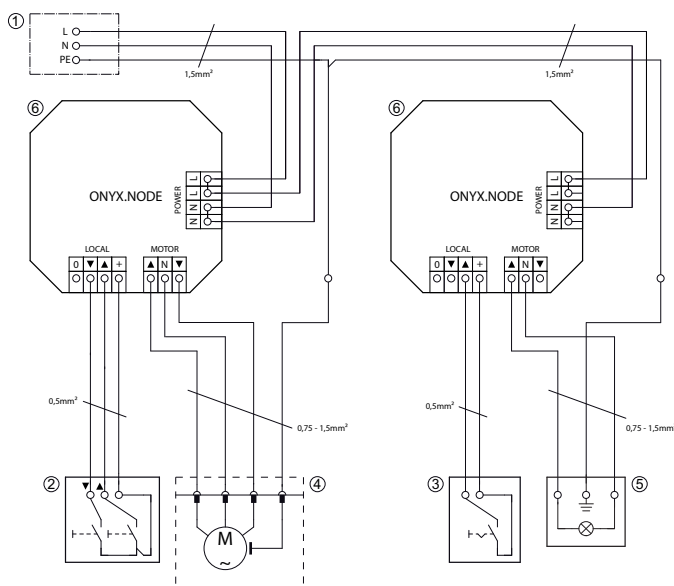 ①
L
N
PE
1,5mm²
1,5mm²
⑥
⑥
ONYX.NODE
POWER
L
L
N
N
ONYX.NODE
POWER
L
L
N
N
LOCAL
MOTOR
0 ▼ ▲ +
▲ N ▼
LOCAL
MOTOR
0 ▼ ▲ +
▲ N ▼
0,5mm²
0,75 - 1,5mm²
0,5mm²
0,75 - 1,5mm
②
▼ ▲
④
M
~
③
⑤